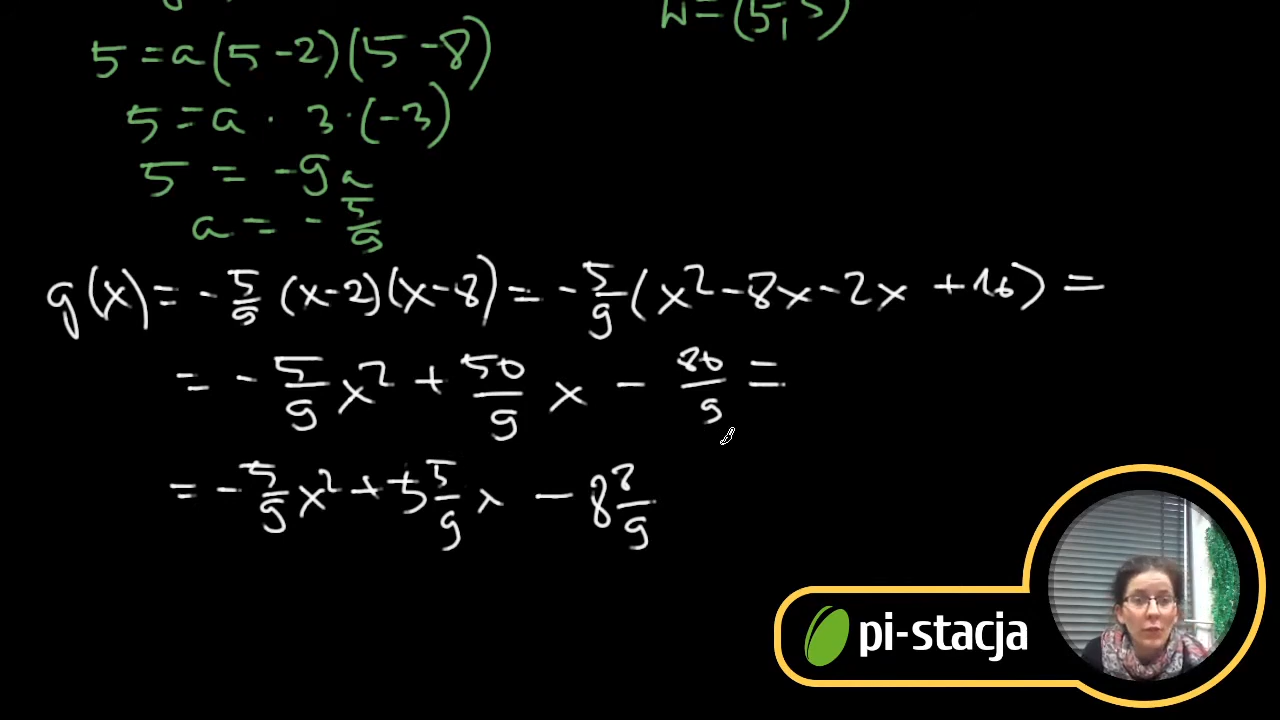 W=(5,5)
5=a(5-2)(5-8)
5=a·3·(-3)
5=-9a
a=-5/9
g(x)=-5/9(x-2)(x-8)=-5/9(x²-8x-2x+16)=
=-5/9x²+50/9x-80/9=
=-5/9x²+5 5/9x-8 8/9
pi-stacja